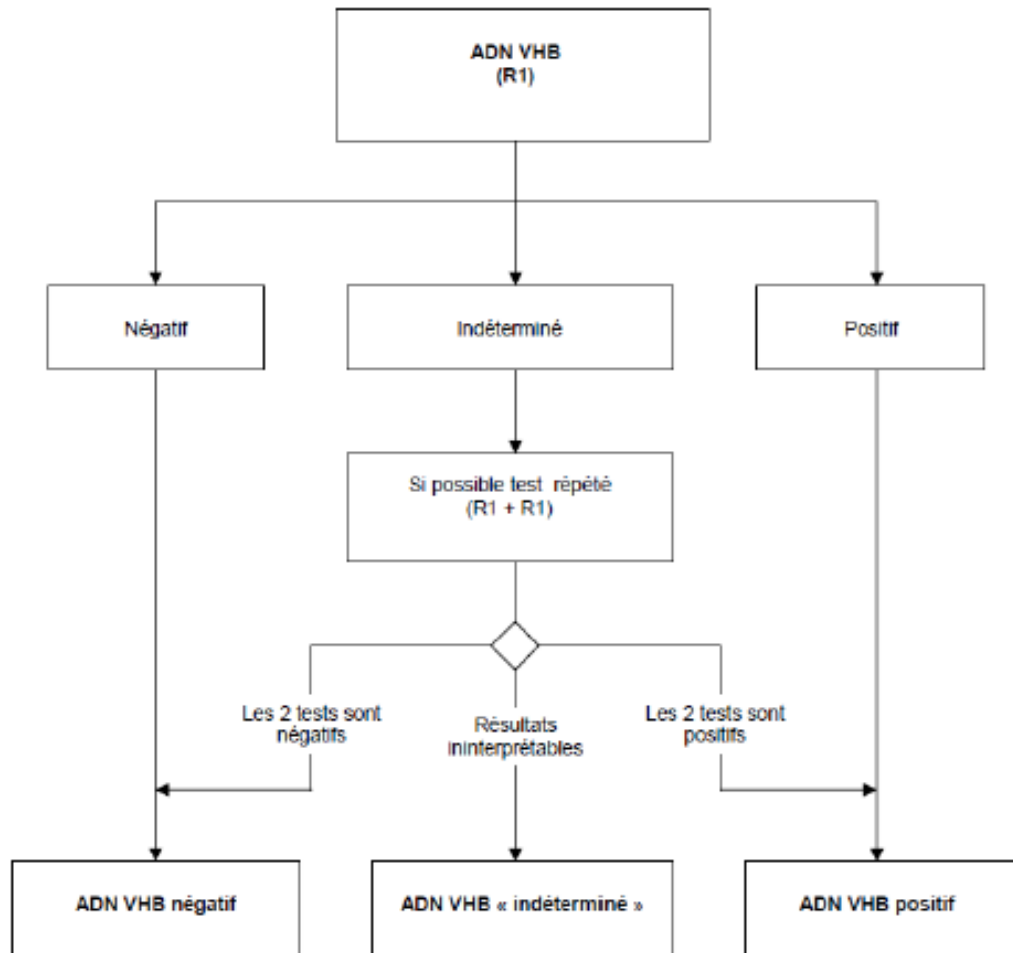 ADN VHB
(R1)
Négatif
Indéterminé
Positif
Si possible test répété
(R1 + R1)
Les 2 tests sont
négatifs
Résultats
ininterprétables
Les 2 tests sont
positifs
ADN VHB négatif
ADN VHB « indéterminé »
ADN VHB positif